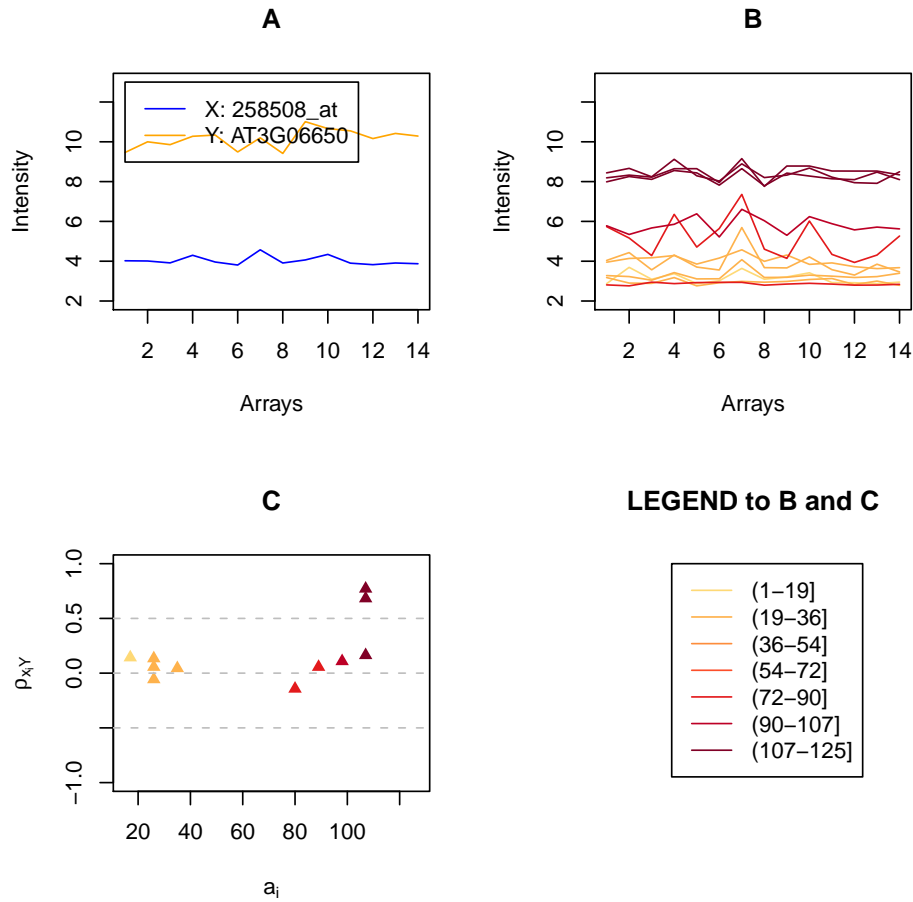 A
X: 258508_at
Y: AT3G06650
Intensity
2 4 6 8 10
2 4 6 8 10 12 14
Arrays
B
Intensity
2 4 6 8 10
2 4 6 8 10 12 14
Arrays
C
ρXiY
−1.0 0.0 0.5 1.0
20 40 60 80 100
ai
LEGEND to B and C
(1−19]
(19−36]
(36−54]
(54−72]
(72−90]
(90−107]
(107−125]